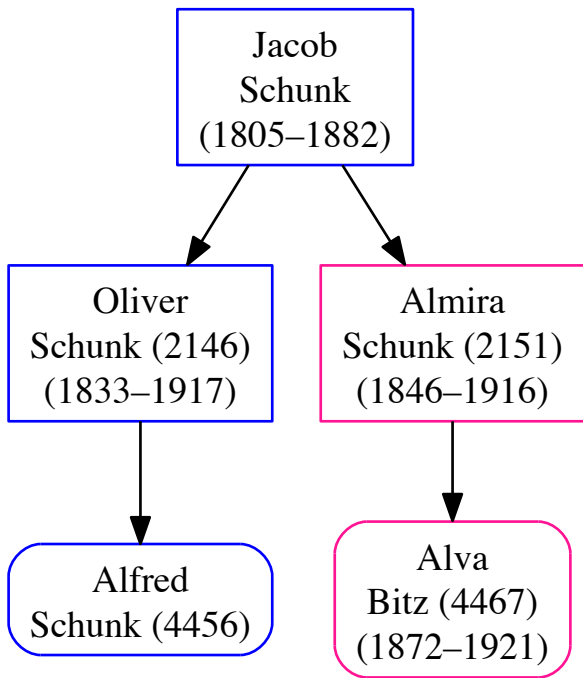 Jacob
Schunk
(1805–1882)
Oliver
Schunk (2146)
(1833–1917)
Almira
Schunk (2151)
(1846–1916)
Alfred
Schunk (4456)
Alva
Bitz (4467)
(1872–1921)